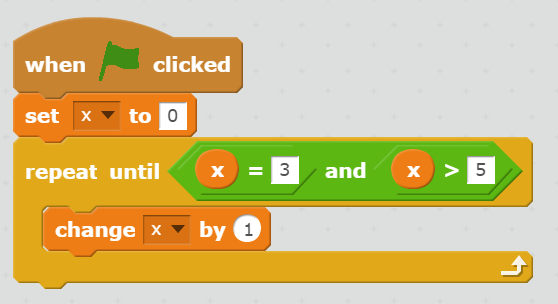 when clicked
set x to 0
repeat until x = 3 and x > 5
change x by 1